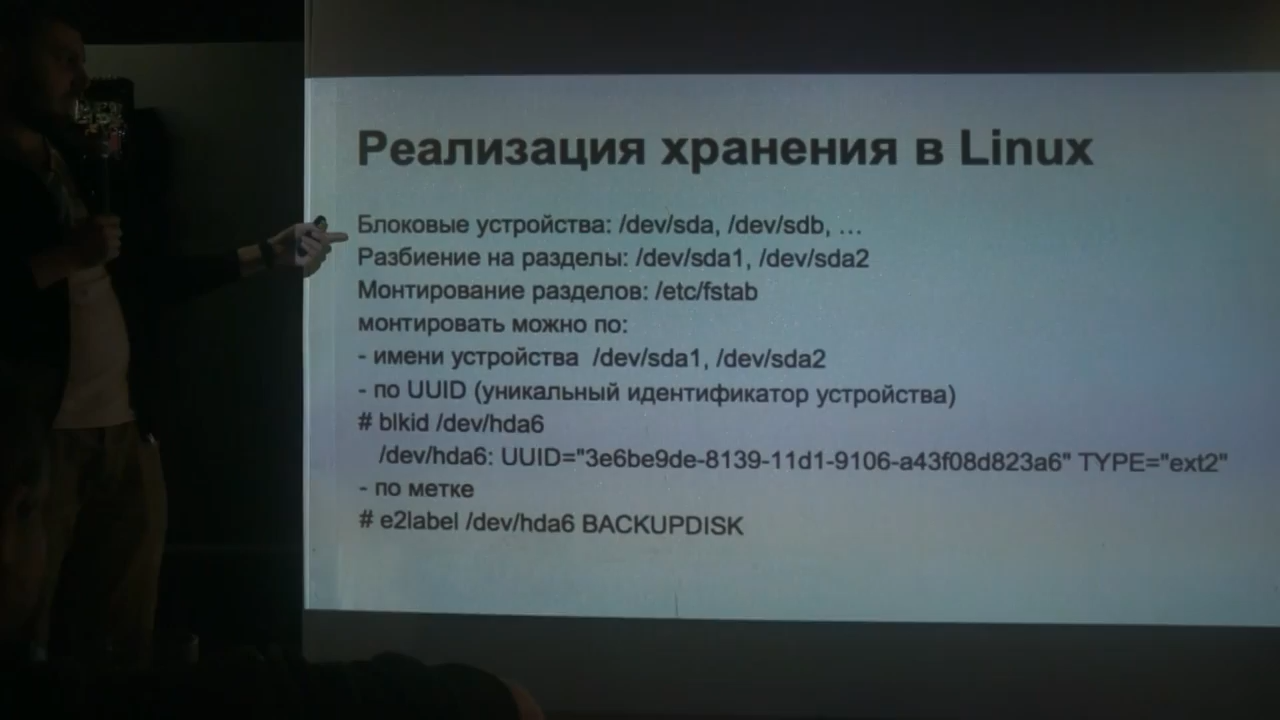 Реализация хранения в Linux
Блоковые устройства: /dev/sda, /dev/sdb, …
Разбиение на разделы: /dev/sda1, /dev/sda2
Монтирование разделов: /etc/fstab
монтировать можно по:
- имени устройства /dev/sda1, /dev/sda2
- по UUID (уникальный идентификатор устройства)
# blkid /dev/hda6
/dev/hda6: UUID="3e6be9de-8139-11d1-9106-a43f08d823a6" TYPE="ext2"
- по метке
# e2label /dev/hda6 BACKUPDISK